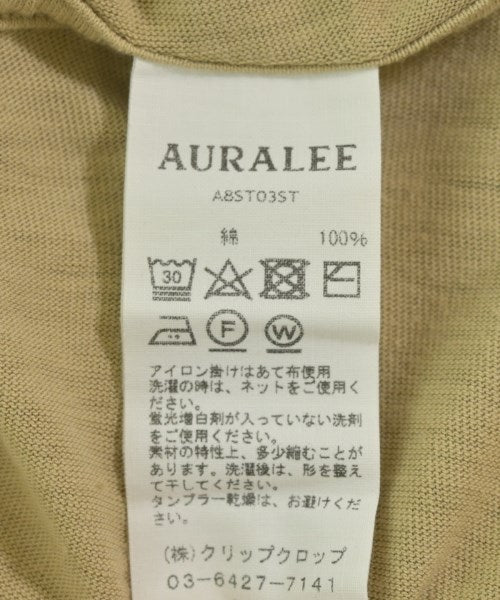 AURALEE
A8ST03ST
綿 100%
30
F W
アイロン掛けはあて布使用
洗濯の時は、ネットをご使用く
ださい。
蛍光増白剤が入っていない洗剤
をご使用ください。
素材の特性上、多少縮むことが
あります。洗濯後は、形を整え
て干してください。
タンブラー乾燥は、お避けくだ
さい。
(株)クリップクロップ
03-6427-7141